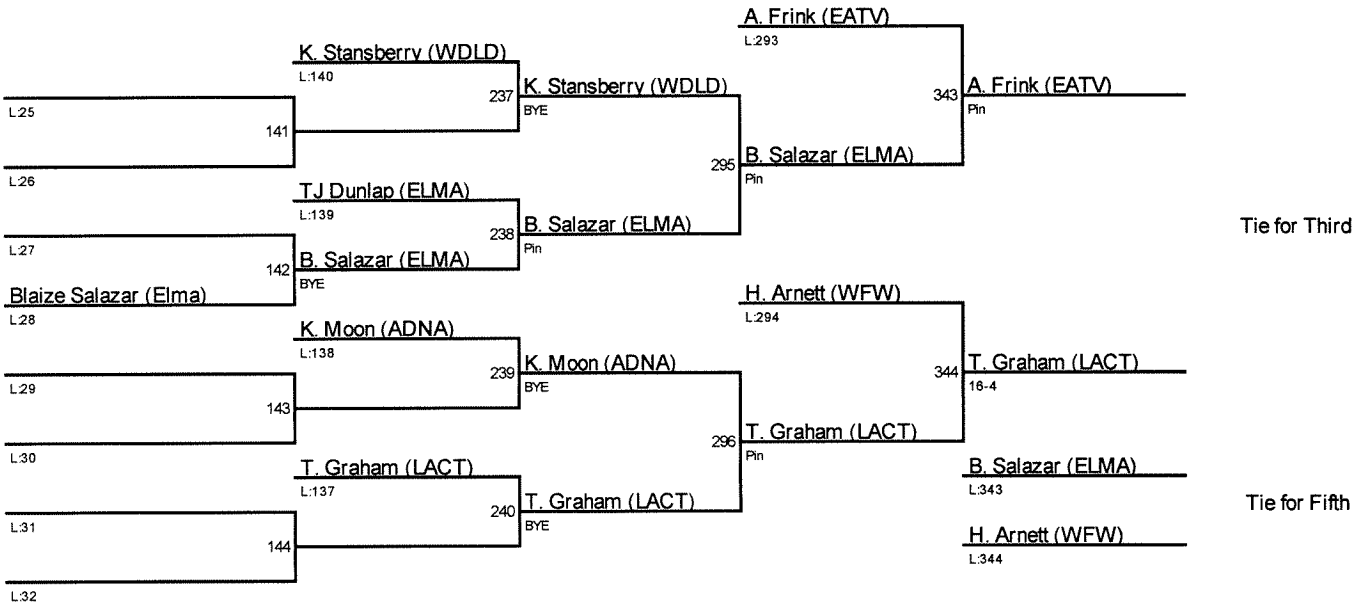 A. Frink (EATV)
L:293
K. Stansberry (WDLD)
L:140
237
K. Stansberry (WDLD)
BYE
343
A. Frink (EATV)
Pin
L:25
141
L:26
295
B. Salazar (ELMA)
Pin
TJ Dunlap (ELMA)
L:139
238
B. Salazar (ELMA)
Pin
Tie for Third
L:27
142
B. Salazar (ELMA)
BYE
Blaize Salazar (Elma)
L:28
H. Arnett (WFW)
L:294
K. Moon (ADNA)
L:138
239
K. Moon (ADNA)
BYE
344
T. Graham (LACT)
16-4
L:29
143
L:30
296
T. Graham (LACT)
Pin
T. Graham (LACT)
L:137
240
T. Graham (LACT)
BYE
B. Salazar (ELMA)
L:343
Tie for Fifth
L:31
144
H. Arnett (WFW)
L:344
L:32